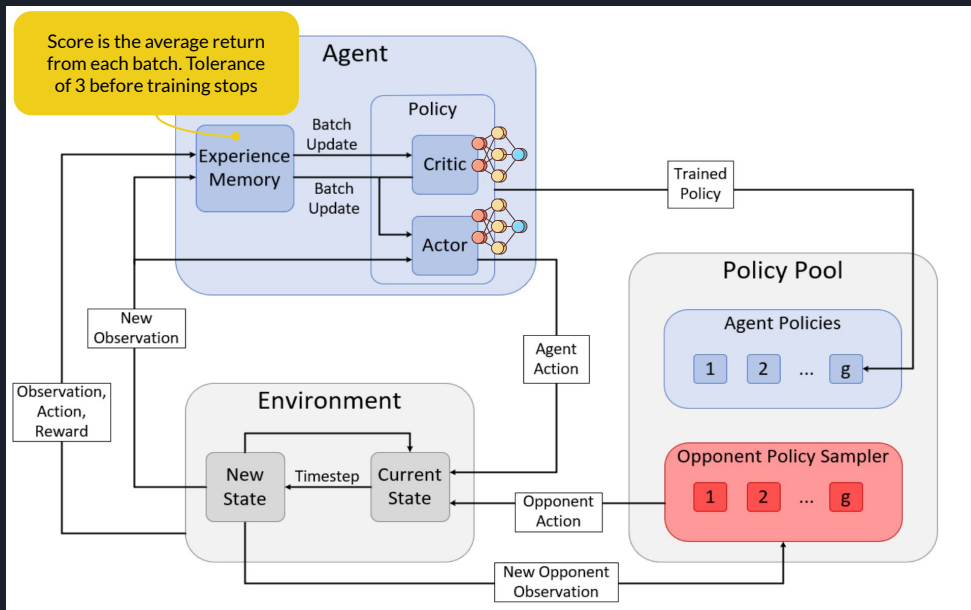 Score is the average return
from each batch. Tolerance
of 3 before training stops
Agent
Policy
Experience
Memory
Batch
Update
Batch
Update
Critic
Actor
Trained
Policy
Policy Pool
Agent Policies
1 2 ... g
Opponent Policy Sampler
1 2 ... g
New
Observation
Observation,
Action,
Reward
Agent
Action
Environment
New
State
Timestep
Current
State
Opponent
Action
New Opponent
Observation